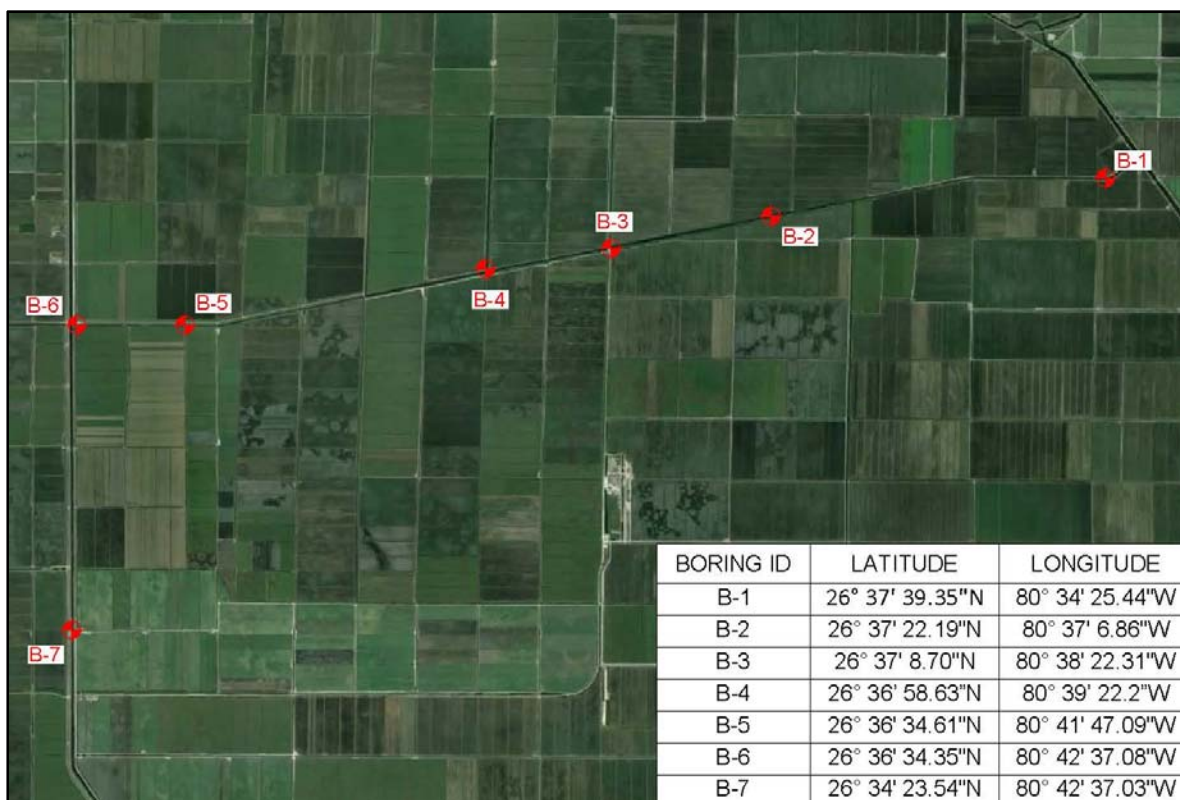 B-1
B-2
B-3
B-4
B-5
B-6
B-7
BORING ID LATITUDE LONGITUDE
B-1 26° 37' 39.35"N 80° 34' 25.44"W
B-2 26° 37' 22.19"N 80° 37' 6.86"W
B-3 26° 37' 8.70"N 80° 38' 22.31"W
B-4 26° 36' 58.63"N 80° 39' 22.2"W
B-5 26° 36' 34.61"N 80° 41' 47.09"W
B-6 26° 36' 34.35"N 80° 42' 37.08"W
B-7 26° 34' 23.54"N 80° 42' 37.03"W